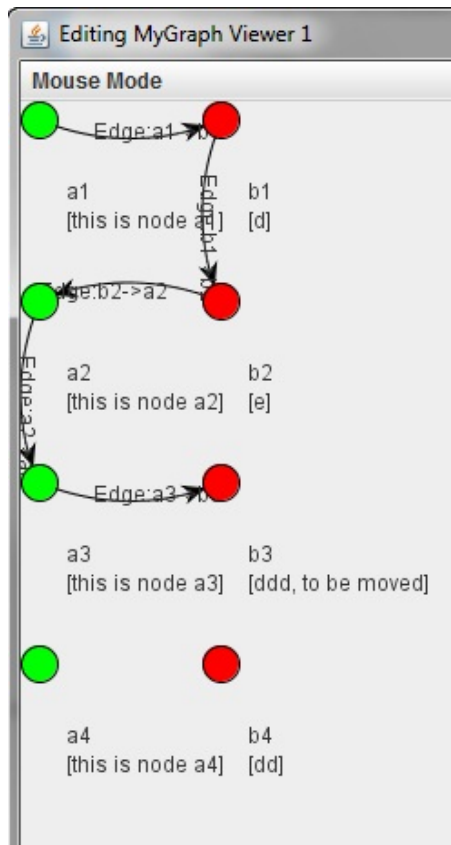 Editing MyGraph Viewer 1
Mouse Mode
Edge:a1
a1
[this is node a1]
b1
[d]
Edge:b1
Edge:b2->a2
a2
[this is node a2]
b2
[e]
Edge:a2
Edge:a3
a3
[this is node a3]
b3
[ddd, to be moved]
a4
[this is node a4]
b4
[dd]